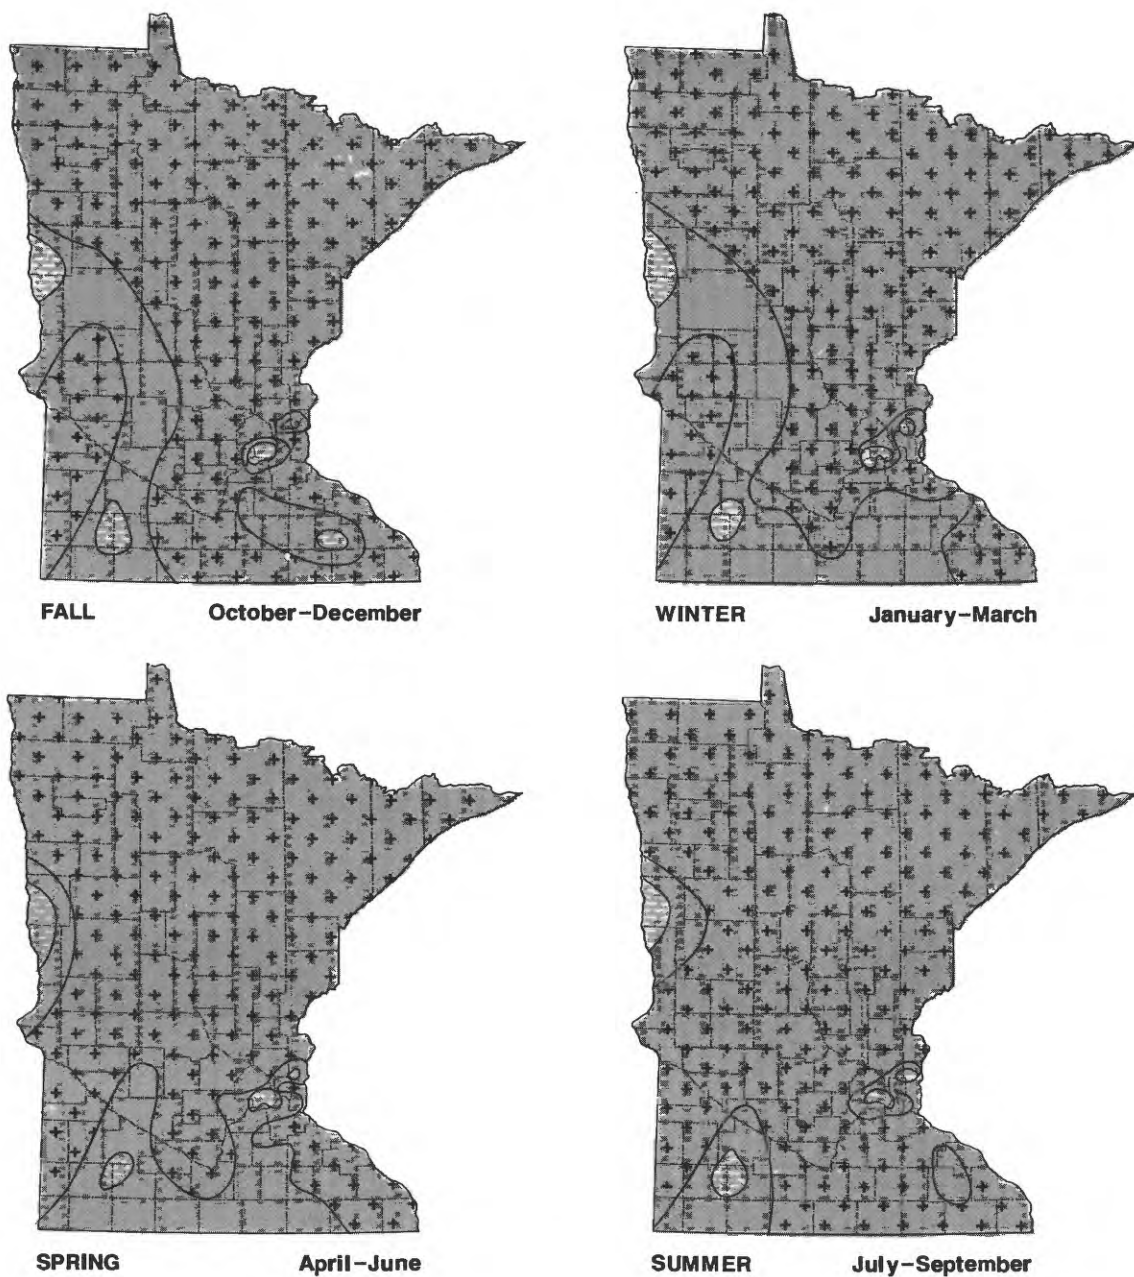 FALL October–December
WINTER January–March
SPRING April–June
SUMMER July–September